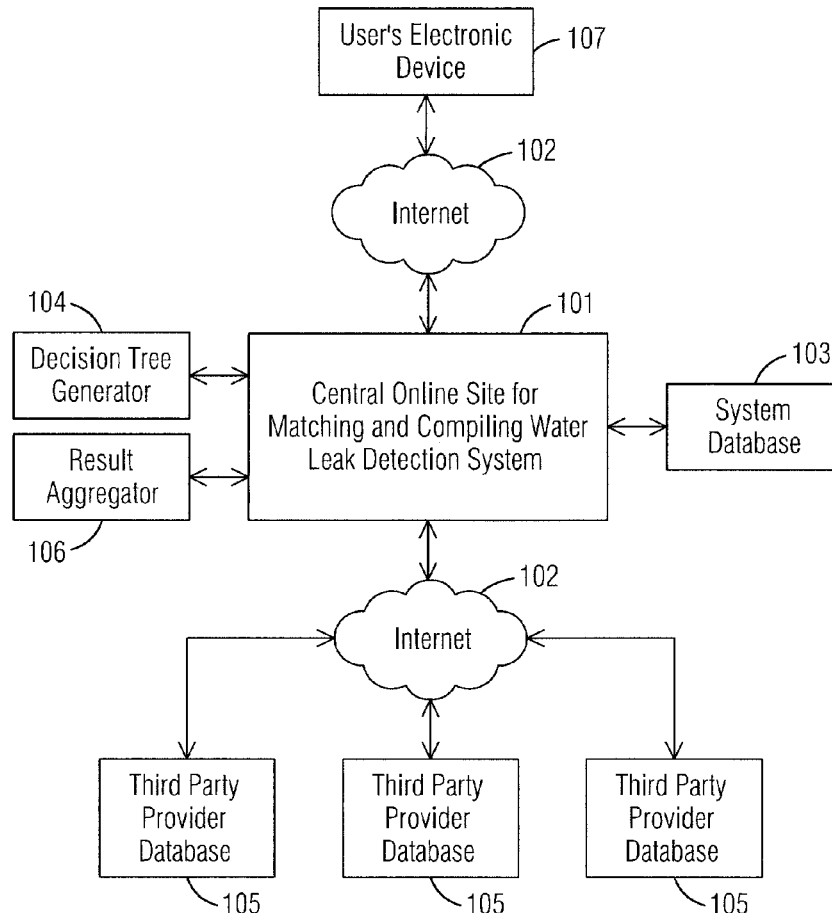 User's Electronic
Device
107
102
Internet
101
104
Decision Tree
Generator
Central Online Site for
Matching and Compiling Water
Leak Detection System
103
System
Database
Result
Aggregator
106
102
Internet
Third Party
Provider
Database
105
Third Party
Provider
Database
105
Third Party
Provider
Database
105